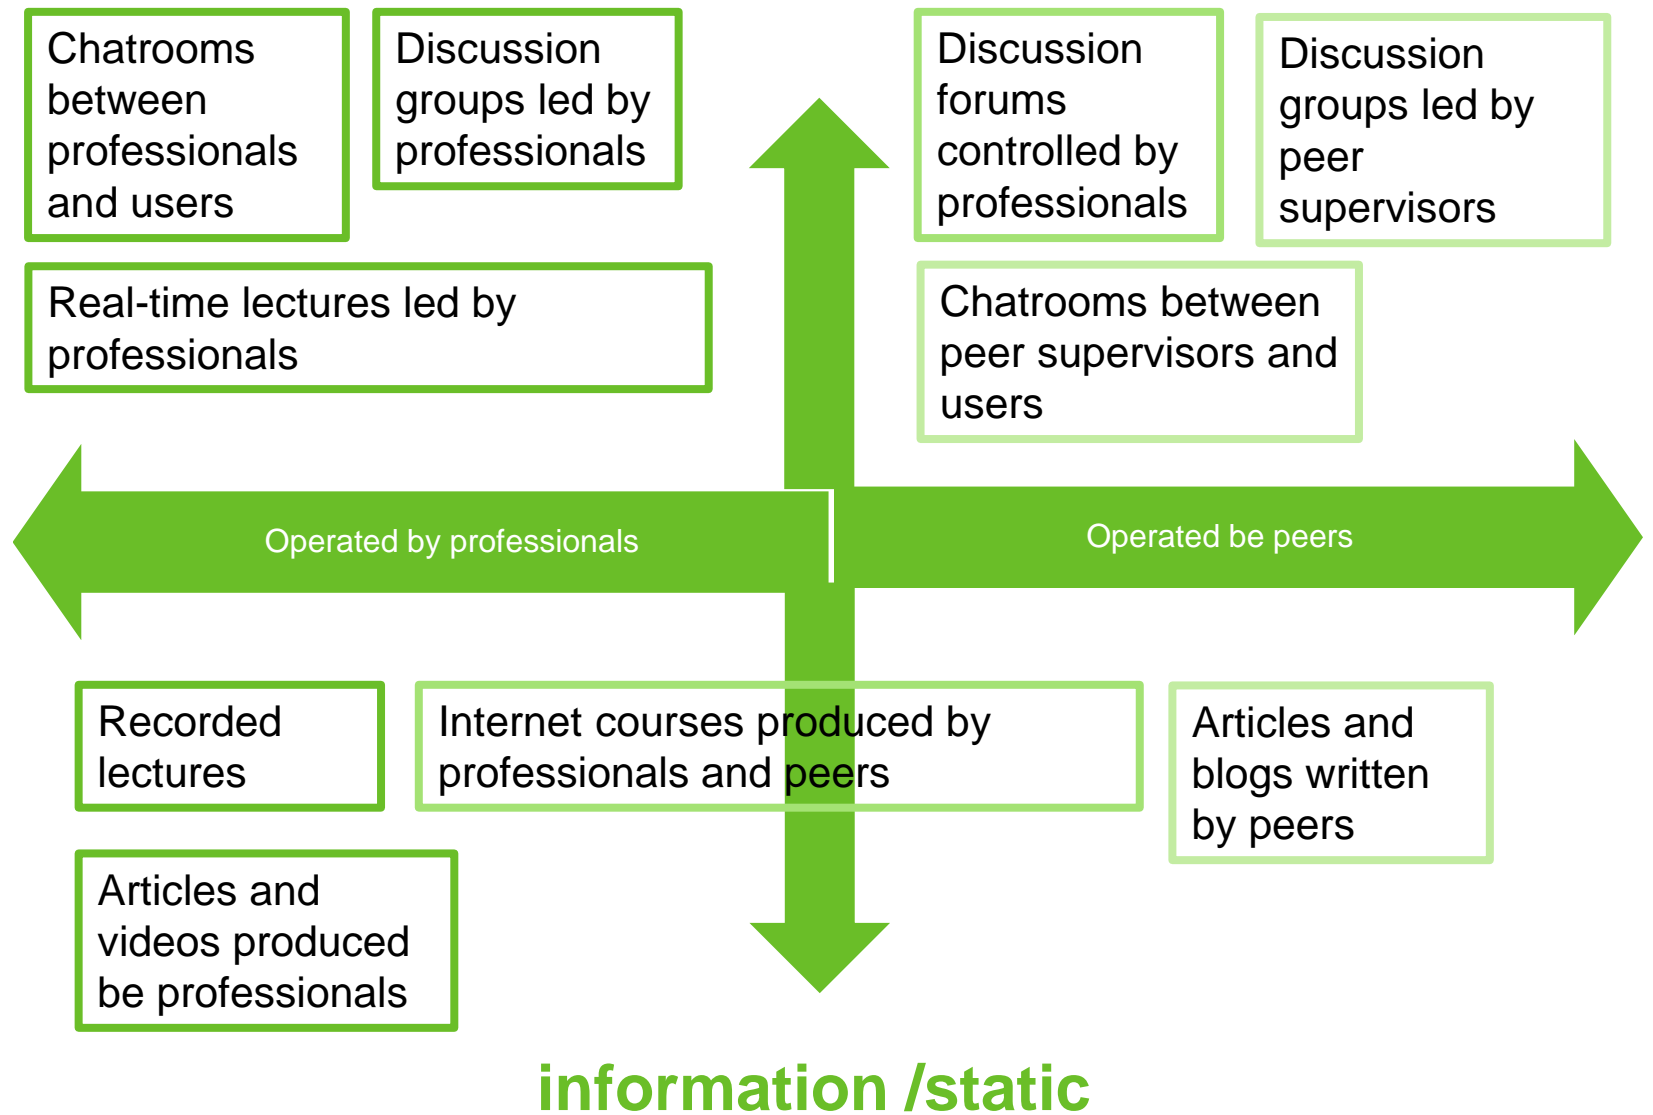 Chatrooms
between
professionals
and users
Discussion
groups led by
professionals
Discussion
forums
controlled by
professionals
Discussion
groups led by
peer
supervisors
Real-time lectures led by
professionals
Chatrooms between
peer supervisors and
users
Operated by professionals
Operated be peers
Recorded
lectures
Internet courses produced by
professionals and peers
Articles and
blogs written
by peers
Articles and
videos produced
be professionals
information /static